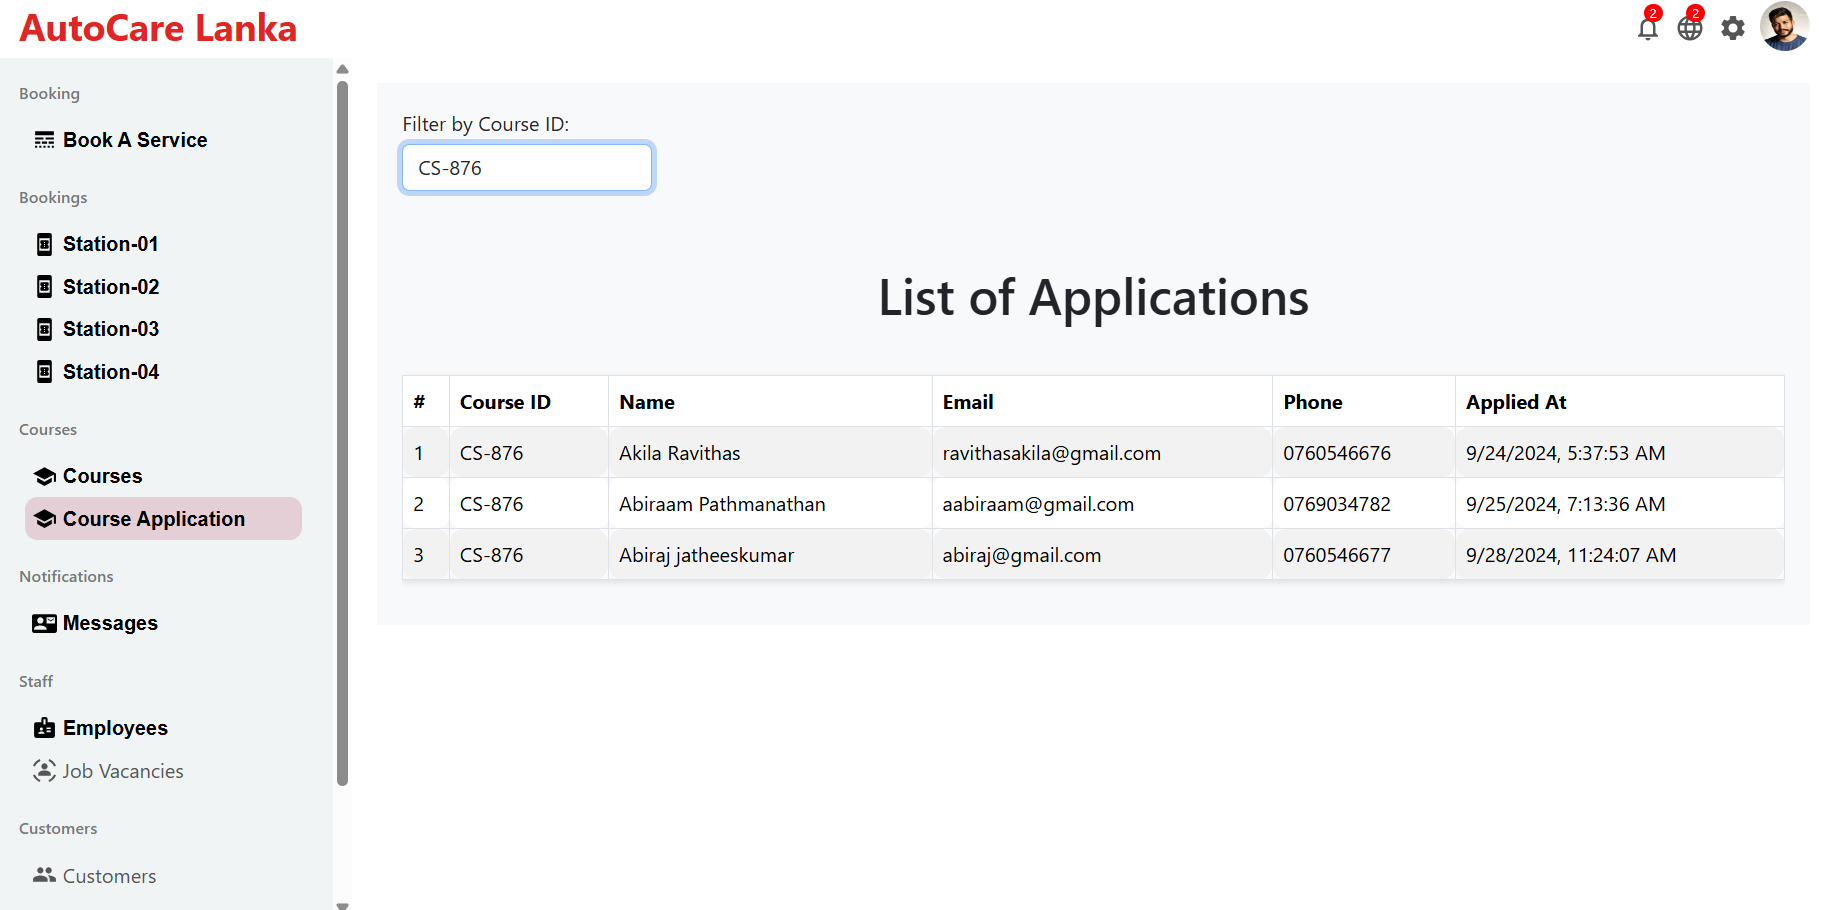 AutoCare Lanka
2
2
Booking
Book A Service
Bookings
Station-01
Station-02
Station-03
Station-04
Courses
Courses
Course Application
Notifications
Messages
Staff
Employees
Job Vacancies
Customers
Customers
Filter by Course ID:
CS-876
List of Applications
# Course ID Name Email Phone Applied At
1 CS-876 Akila Ravithas ravithasakila@gmail.com 0760546676 9/24/2024, 5:37:53 AM
2 CS-876 Abiraam Pathmanathan aabiraam@gmail.com 0769034782 9/25/2024, 7:13:36 AM
3 CS-876 Abiraj jatheeskumar abiraj@gmail.com 0760546677 9/28/2024, 11:24:07 AM